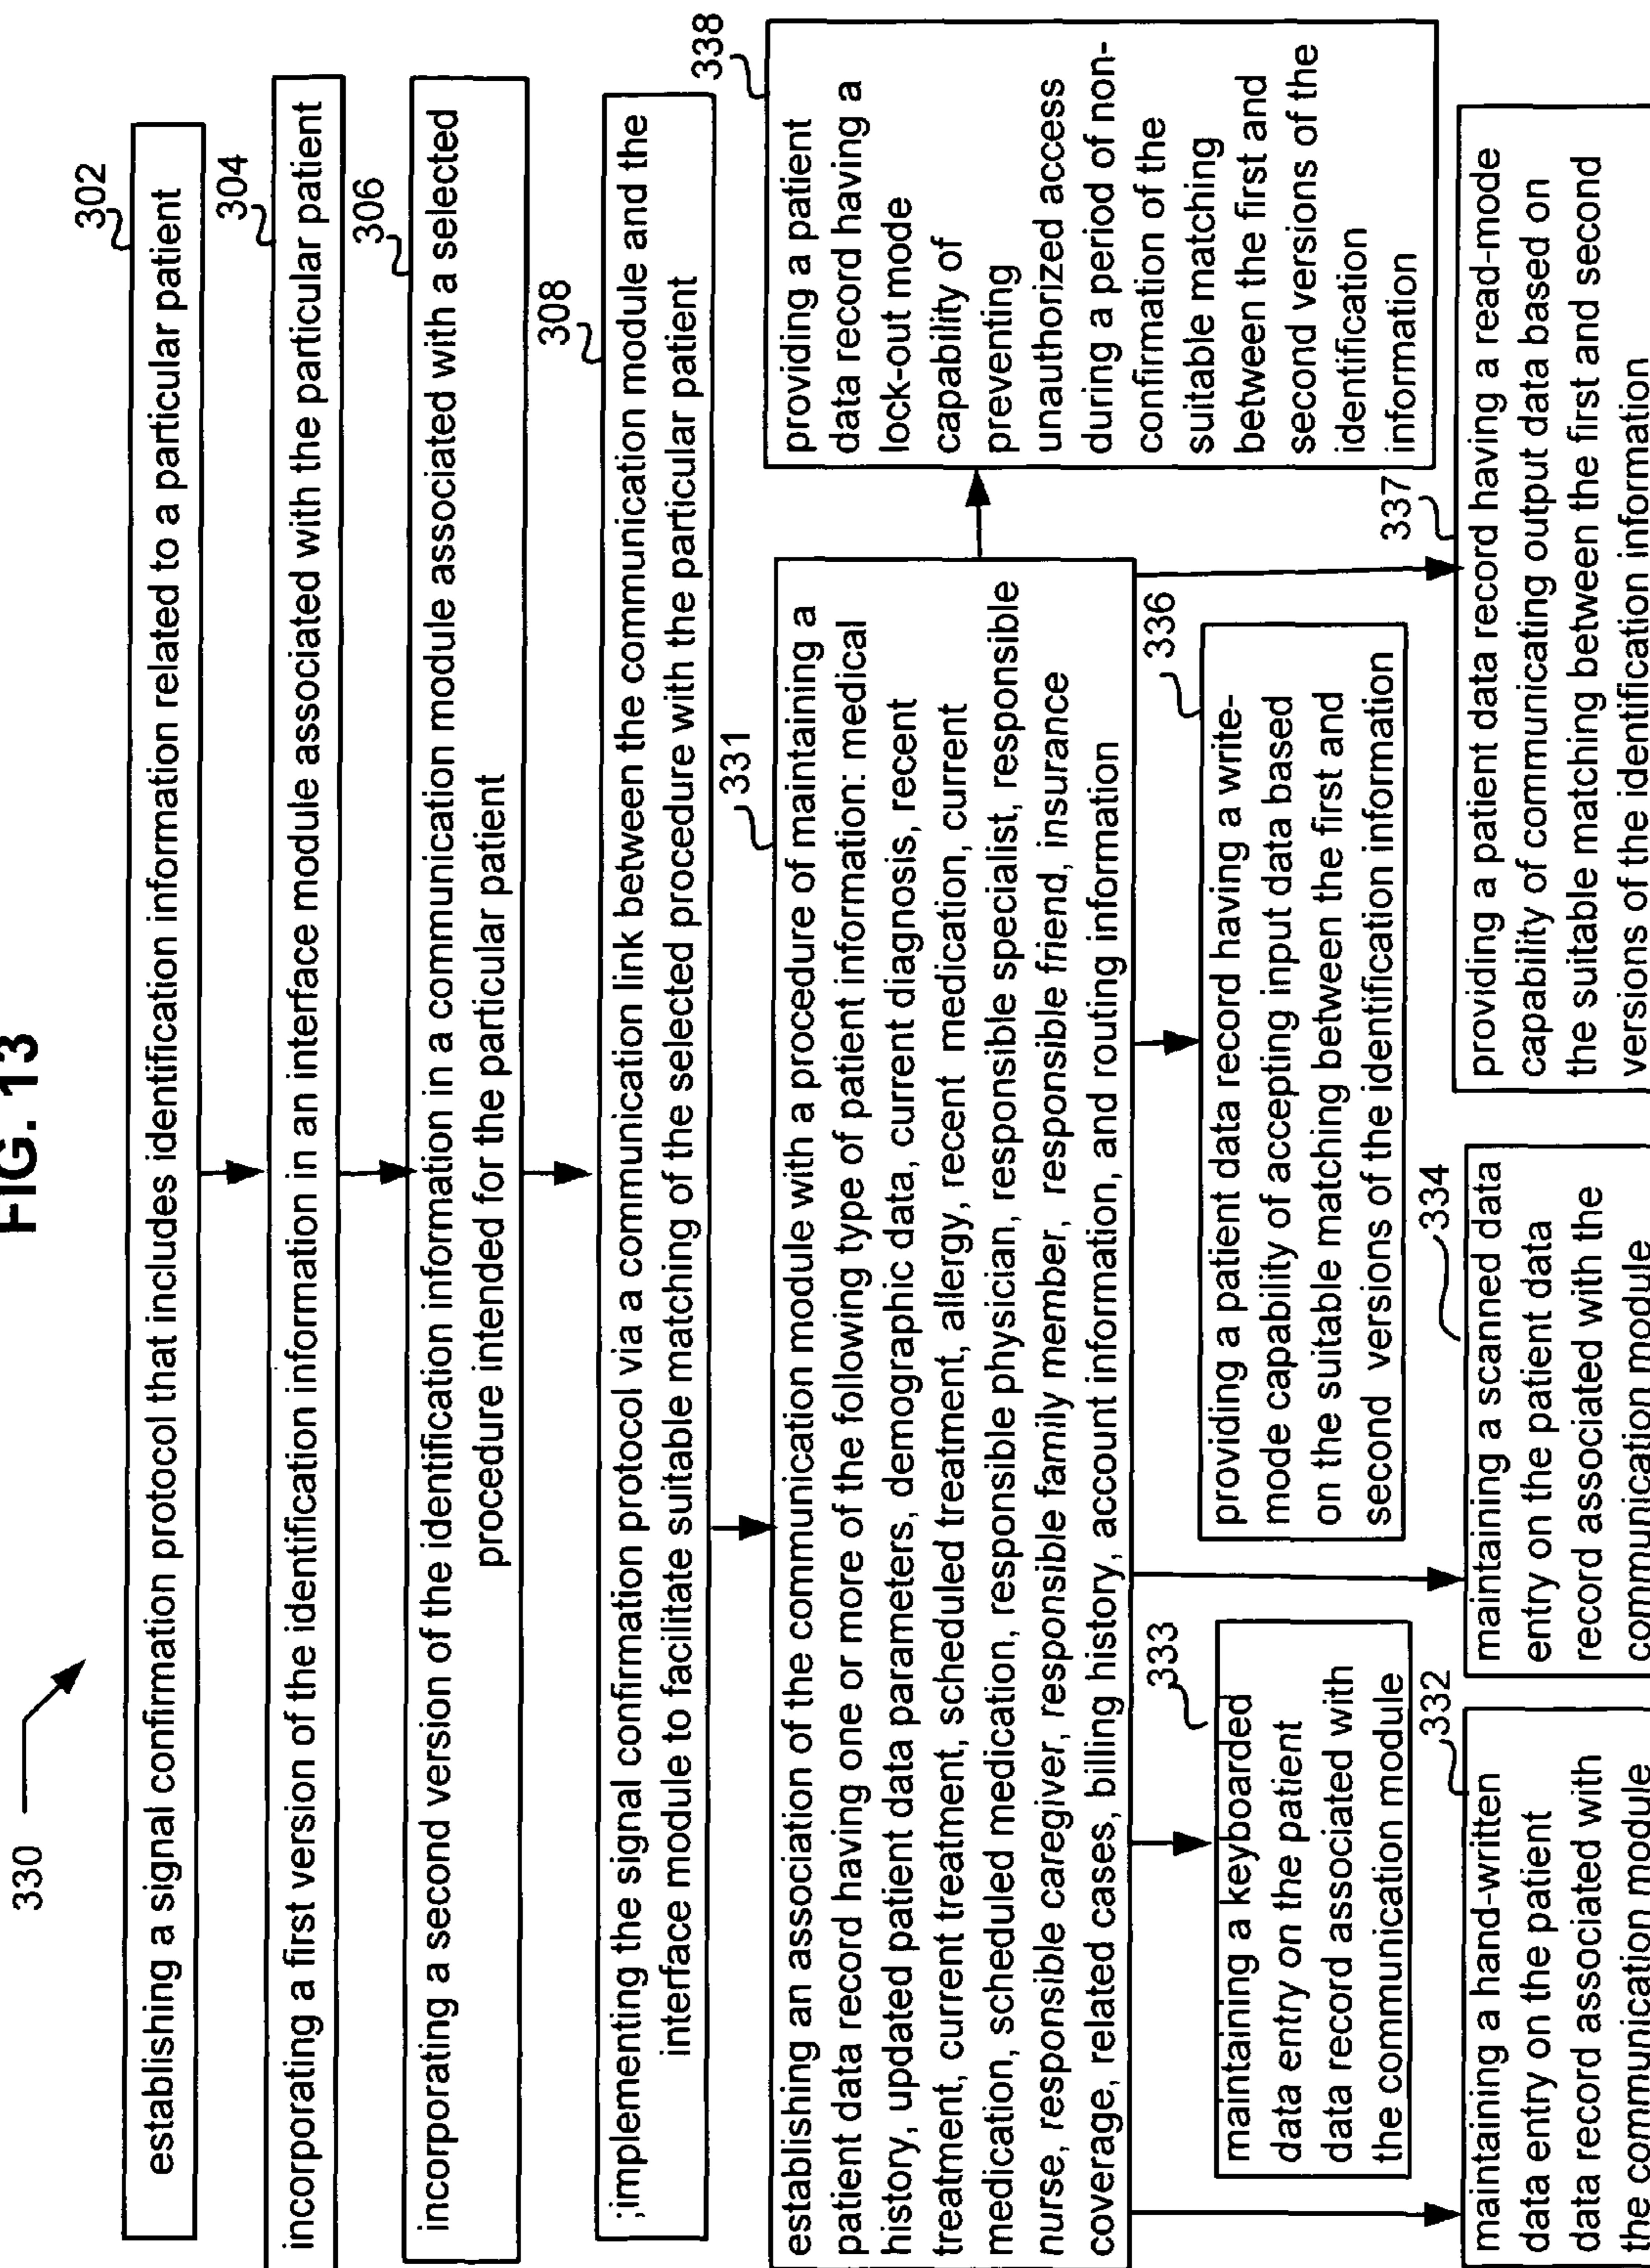 FIG. 13
330
302
establishing a signal confirmation protocol that includes identification information related to a particular patient
304
incorporating a first version of the identification information in an interface module associated with the particular patient
306
incorporating a second version of the identification information in a communication module associated with a selected
procedure intended for the particular patient
308
;implementing the signal confirmation protocol via a communication link between the communication module and the
interface module to facilitate suitable matching of the selected procedure with the particular patient
331
establishing an association of the communication module with a procedure of maintaining a
patient data record having one or more of the following type of patient information: medical
history, updated patient data parameters, demographic data, current diagnosis, recent
treatment, current treatment, scheduled treatment, allergy, recent medication, current
medication, scheduled medication, responsible physician, responsible specialist, responsible
nurse, responsible caregiver, responsible family member, responsible friend, insurance
coverage, related cases, billing history, account information, and routing information
338
providing a patient
data record having a
lock-out mode
capability of
preventing
unauthorized access
during a period of non-
confirmation of the
suitable matching
between the first and
second versions of the
identification
information
333
maintaining a keyboarded
data entry on the patient
data record associated with
the communication module
336
providing a patient data record having a write-
mode capability of accepting input data based
on the suitable matching between the first and
second versions of the identification information
332
maintaining a hand-written
data entry on the patient
data record associated with
the communication module
334
maintaining a scanned data
entry on the patient data
record associated with the
communication module
337
providing a patient data record having a read-mode
capability of communicating output data based on
the suitable matching between the first and second
versions of the identification information